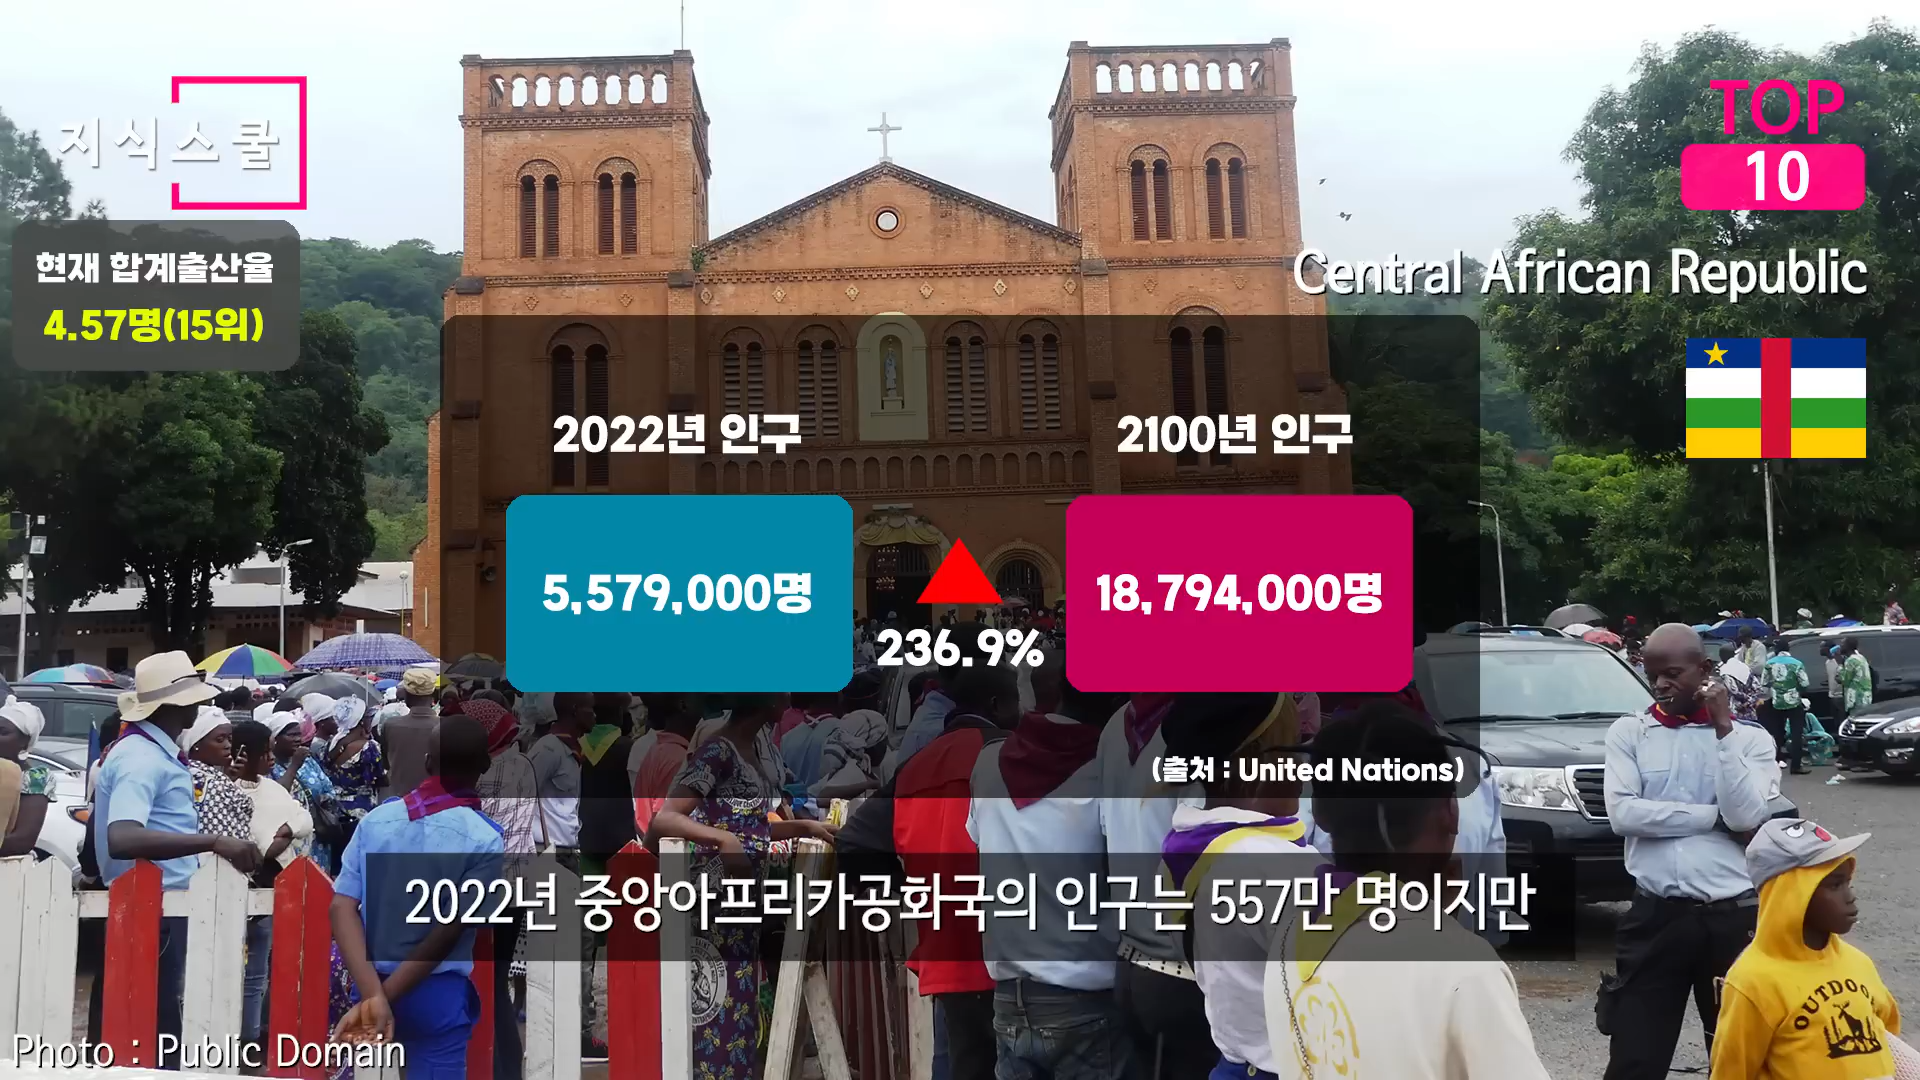 지식스쿨
TOP
10
현재 합계출산율
4.57명(15위)
Central African Republic
2022년 인구
2100년 인구
5,579,000명
236.9%
18,794,000명
(출처 : United Nations)
2022년 중앙아프리카공화국의 인구는 557만 명이지만
OUTDOO
Photo : Public Domain